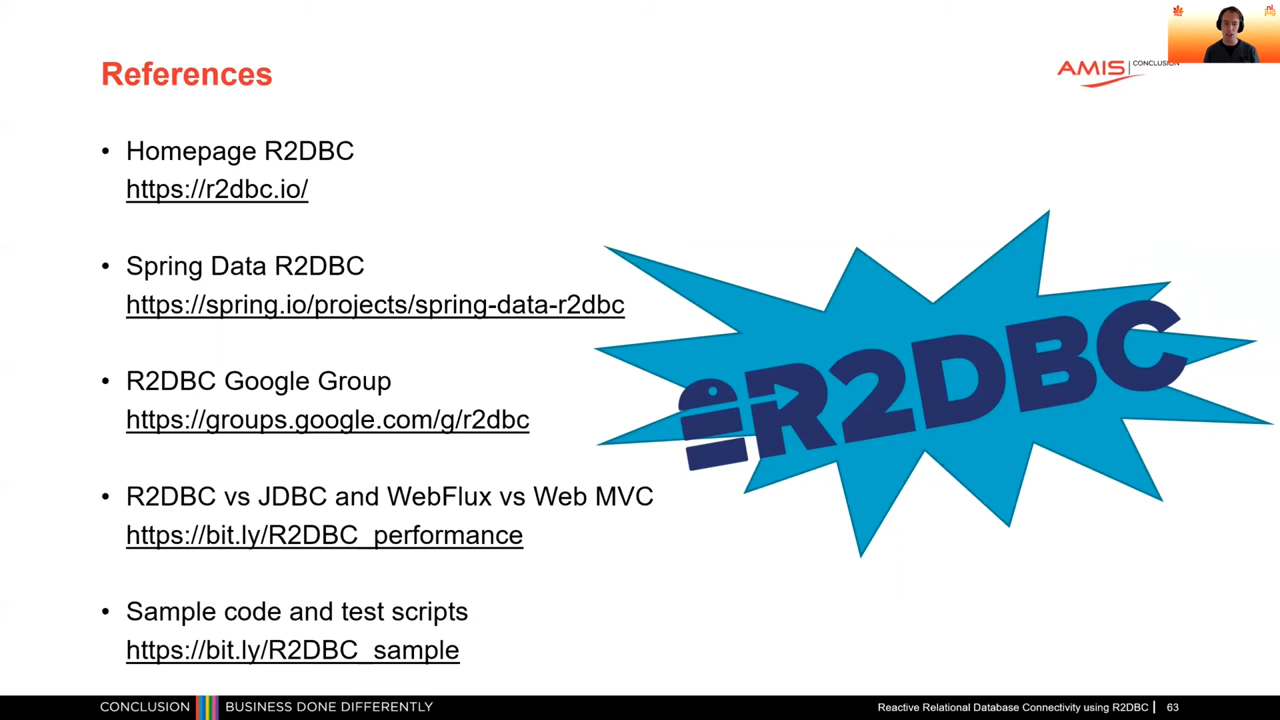 References
AMIS CONCLUSION
nl
jug
• Homepage R2DBC
https://r2dbc.io/
• Spring Data R2DBC
https://spring.io/projects/spring-data-r2dbc
• R2DBC Google Group
https://groups.google.com/g/r2dbc
• R2DBC vs JDBC and WebFlux vs Web MVC
https://bit.ly/R2DBC_performance
• Sample code and test scripts
https://bit.ly/R2DBC_sample
R2DBC
CONCLUSION BUSINESS DONE DIFFERENTLY
Reactive Relational Database Connectivity using R2DBC 63